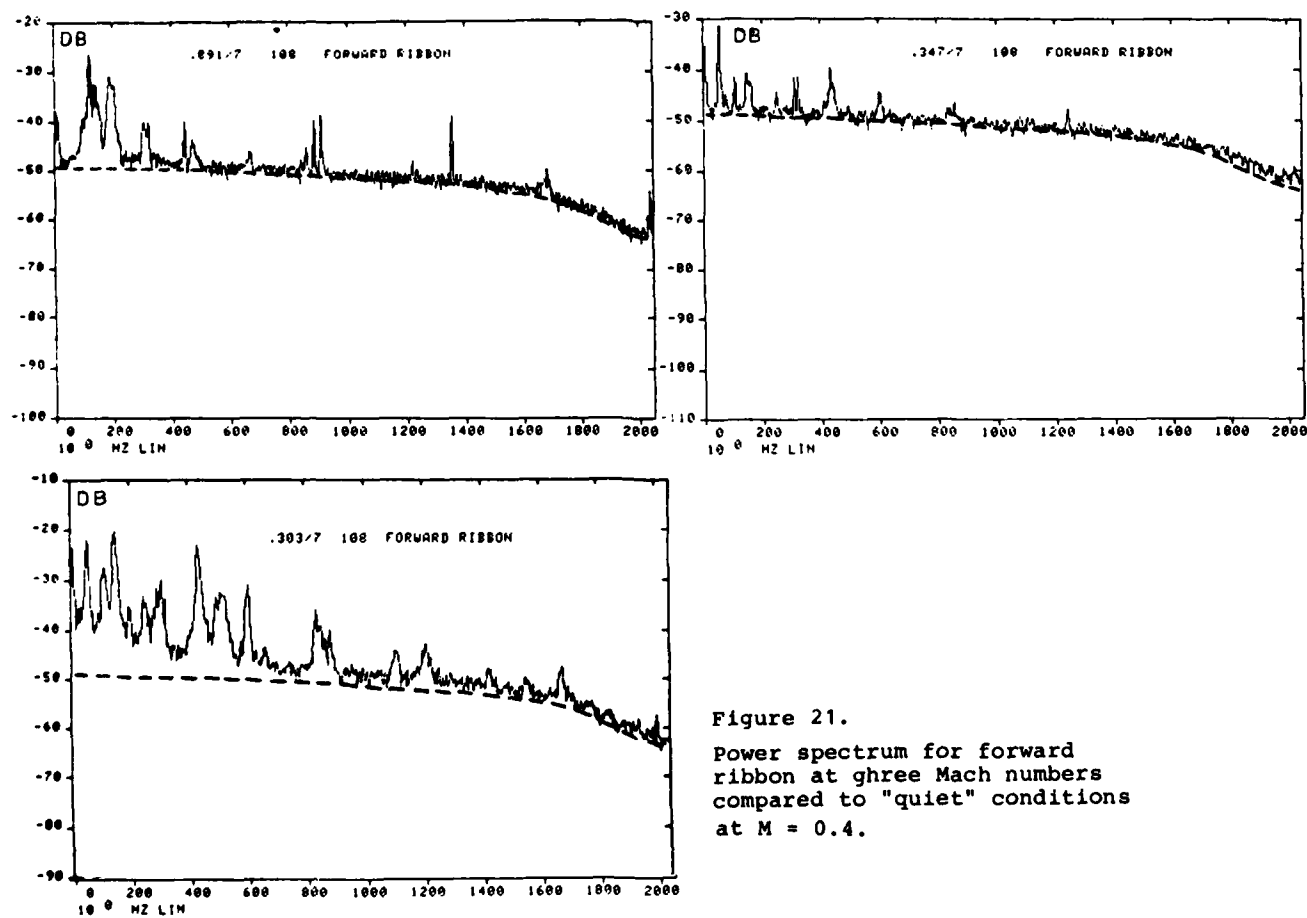 -20
DB
.091/7 108 FORWARD RIBBON
-30
-40
-50
-60
-70
-80
-90
-100
0 200 400 600 800 1000 1200 1400 1600 1800 2000
10 0 HZ LIN
-30
DB
.347/7 108 FORWARD RIBBON
-40
-50
-60
-70
-80
-90
-100
-110
0 200 400 600 800 1000 1200 1400 1600 1800 2000
10 0 HZ LIN
-10
DB
-20
.303/7 108 FORWARD RIBBON
-30
-40
-50
-60
-70
-80
-90
0 200 400 600 800 1000 1200 1400 1600 1800 2000
10 0 HZ LIN
Figure 21.
Power spectrum for forward
ribbon at ghree Mach numbers
compared to "quiet" conditions
at M = 0.4.